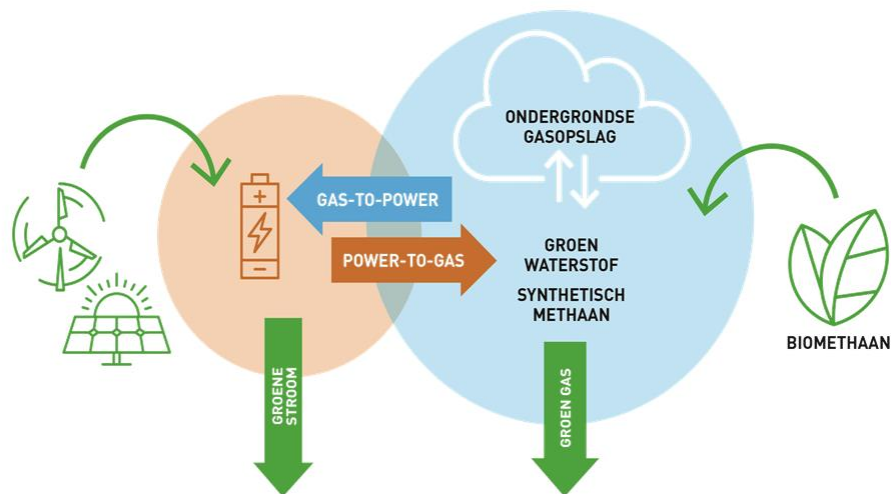 ONDERGRONDSE
GASOPSLAG
GAS-TO-POWER
POWER-TO-GAS
GROEN
WATERSTOF
SYNTHETISCH
METHAAN
BIOMETHAAN
GROENE
STROOM
GROEN GAS